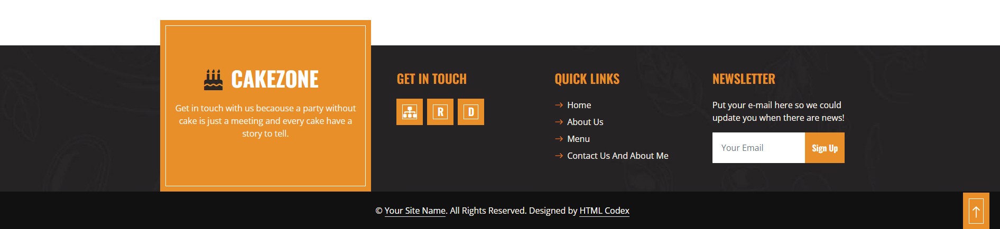 CAKEZONE
Get in touch with us becaouse a party without
cake is just a meeting and every cake have a
story to tell.
GET IN TOUCH
R
D
QUICK LINKS
Home
About Us
Menu
Contact Us And About Me
NEWSLETTER
Put your e-mail here so we could
update you when there are news!
Your Email
Sign Up
© Your Site Name. All Rights Reserved. Designed by HTML Codex